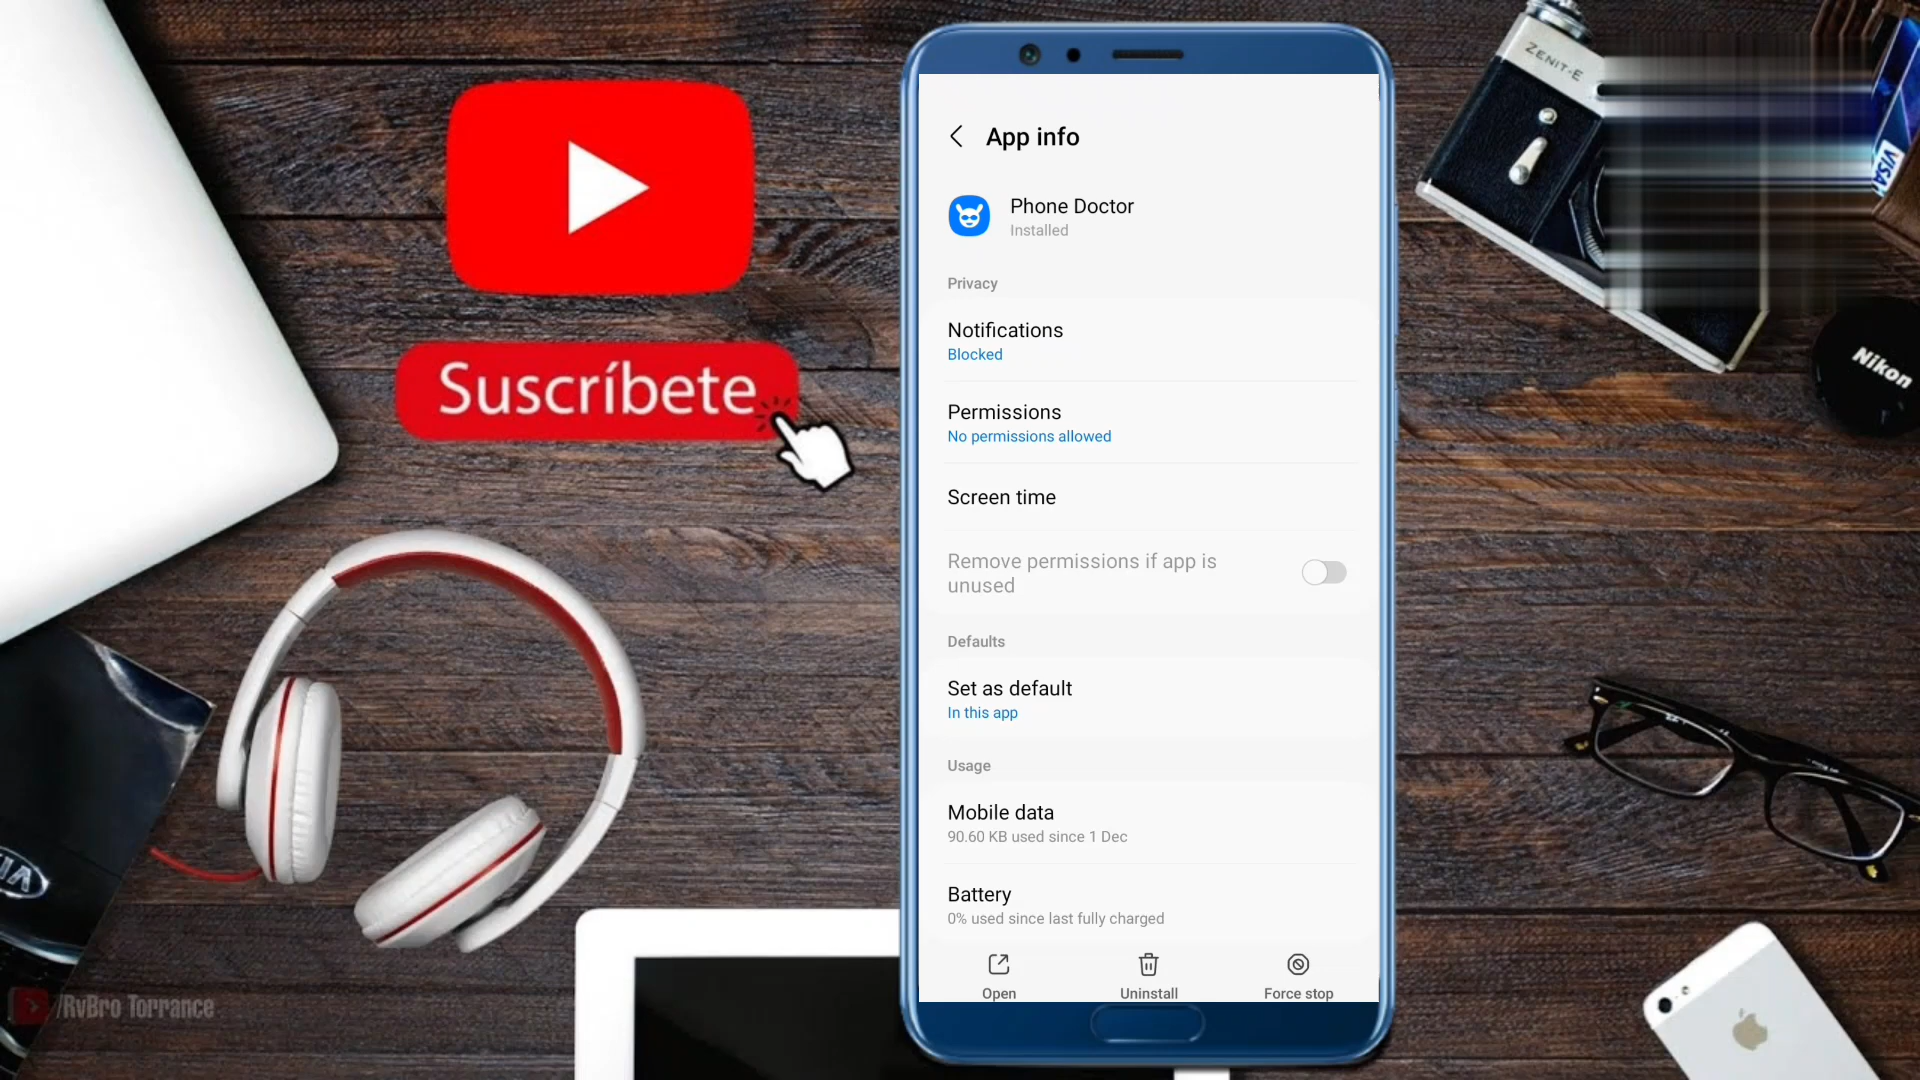 Suscríbete
App info
Phone Doctor
Installed
Privacy
Notifications
Blocked
Permissions
No permissions allowed
Screen time
Remove permissions if app is
unused
Defaults
Set as default
In this app
Usage
Mobile data
90.60 KB used since 1 Dec
Battery
0% used since last fully charged
Open
Uninstall
Force stop
ZENIT-E
VISA
Nikon
/RvBro Torrance